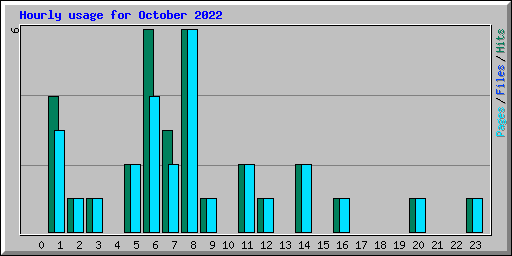 Hourly usage for October 2022
6
Pages/Files/Hits
0 1 2 3 4 5 6 7 8 9 10 11 12 13 14 15 16 17 18 19 20 21 22 23